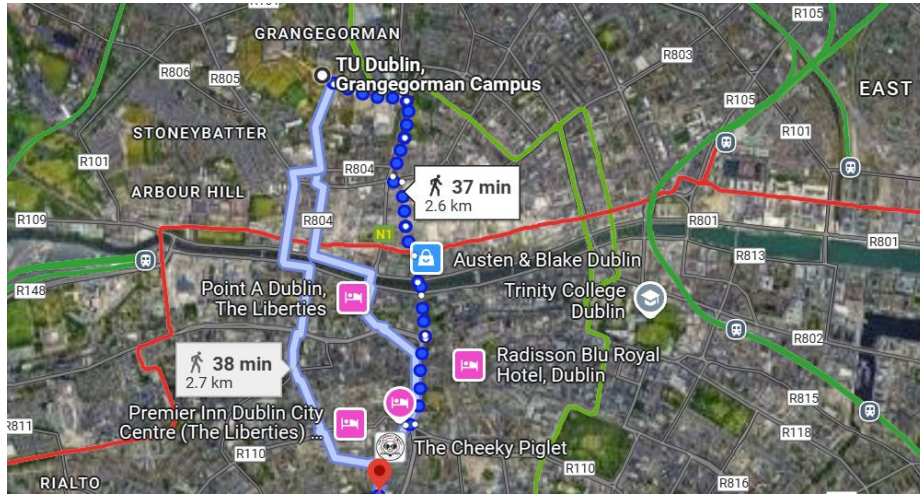 GRANGEGORMAN
R105
R806
R805
TU Dublin,
Grangegorman Campus
R803
EAST
R105
STONEYBATTER
R101
R101
R804
37 min
2.6 km
ARBOUR HILL
R109
R804
N1
R801
R801
Austen & Blake Dublin
R813
R148
Point A Dublin,
The Liberties
Trinity College
Dublin
R802
38 min
2.7 km
Radisson Blu Royal
Hotel, Dublin
R815
Premier Inn Dublin City
Centre (The Liberties) ...
R811
R118
R110
The Cheeky Piglet
R110
RIALTO
R816